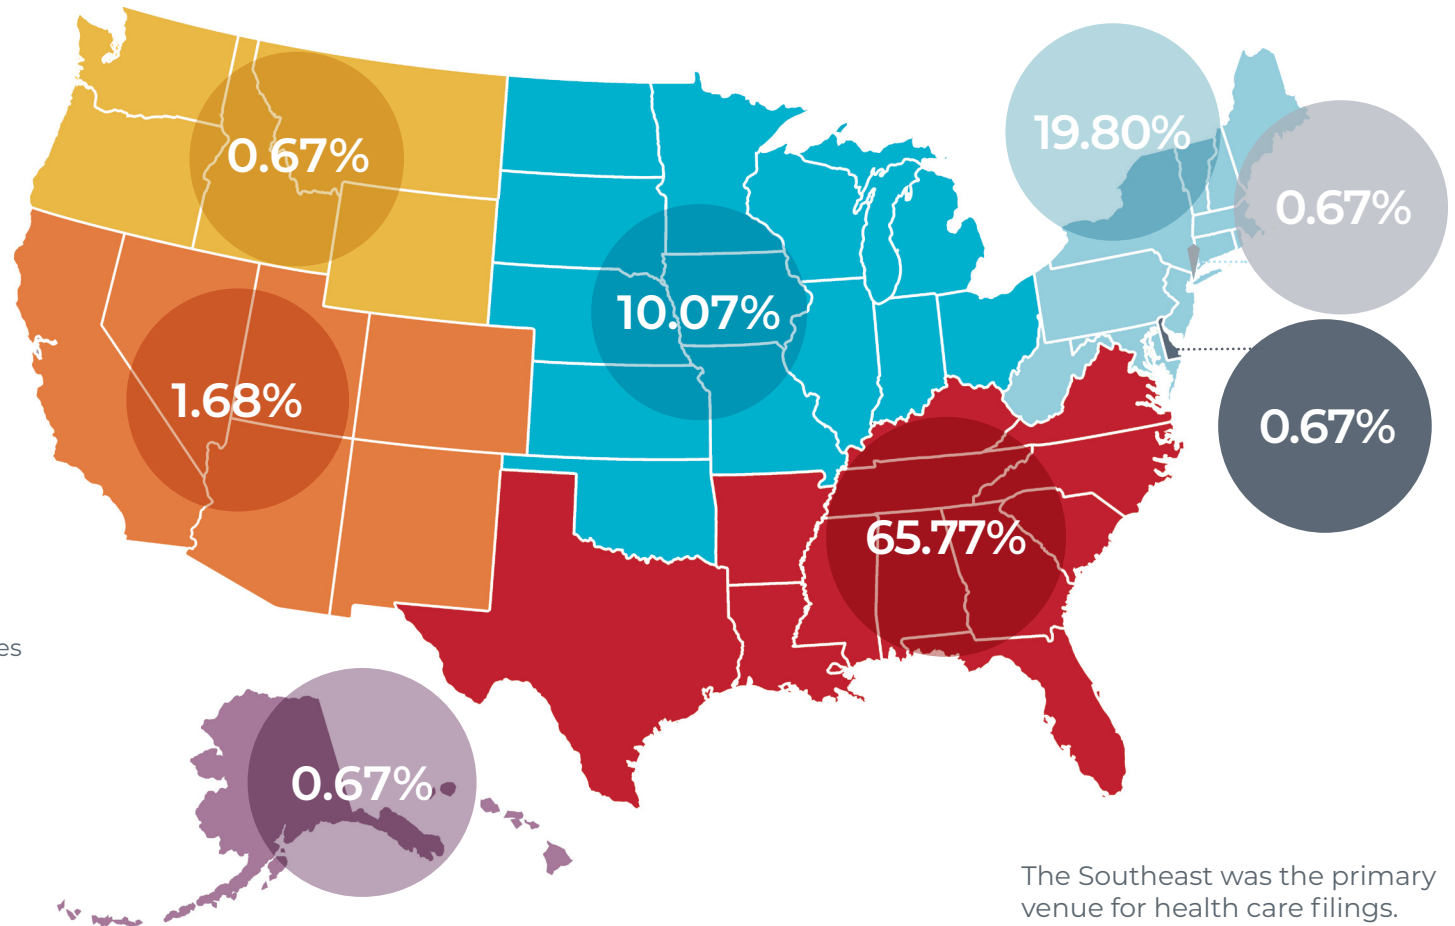 19.80%
0.67%
0.67%
10.07%
1.68%
0.67%
65.77%
es
0.67%
The Southeast was the primary
venue for health care filings.